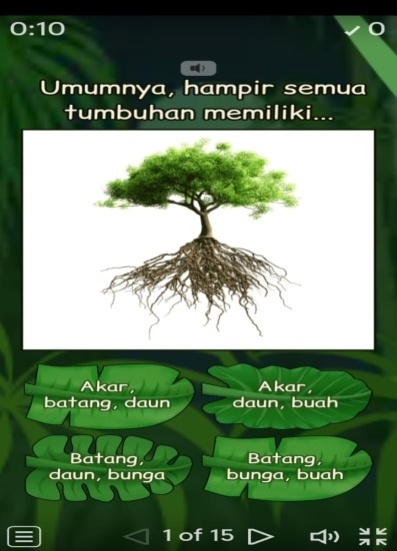 0:10
0
Umumnya, hampir semua
tumbuhan memiliki...
Akar,
batang, daun
Akar,
daun, buah
Batang,
daun, bunga
Batang,
bunga, buah
1 of 15